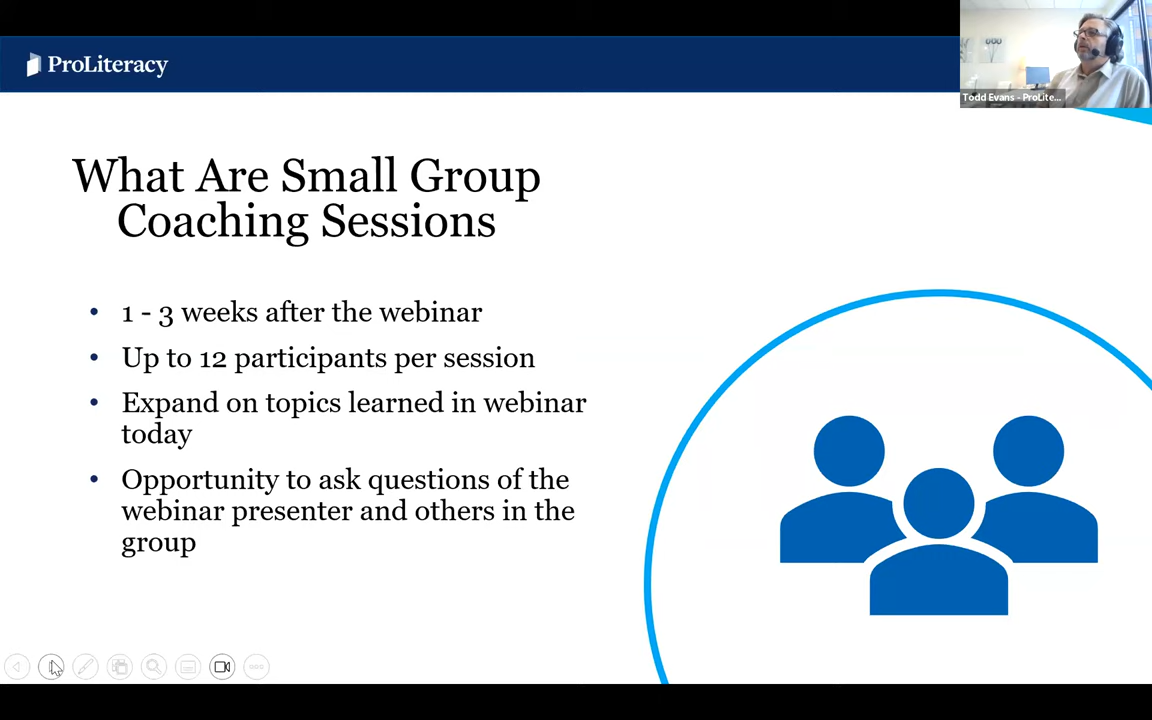 ProLiteracy
Todd Evans - ProLite...
What Are Small Group
Coaching Sessions
• 1 - 3 weeks after the webinar
• Up to 12 participants per session
• Expand on topics learned in webinar
today
• Opportunity to ask questions of the
webinar presenter and others in the
group